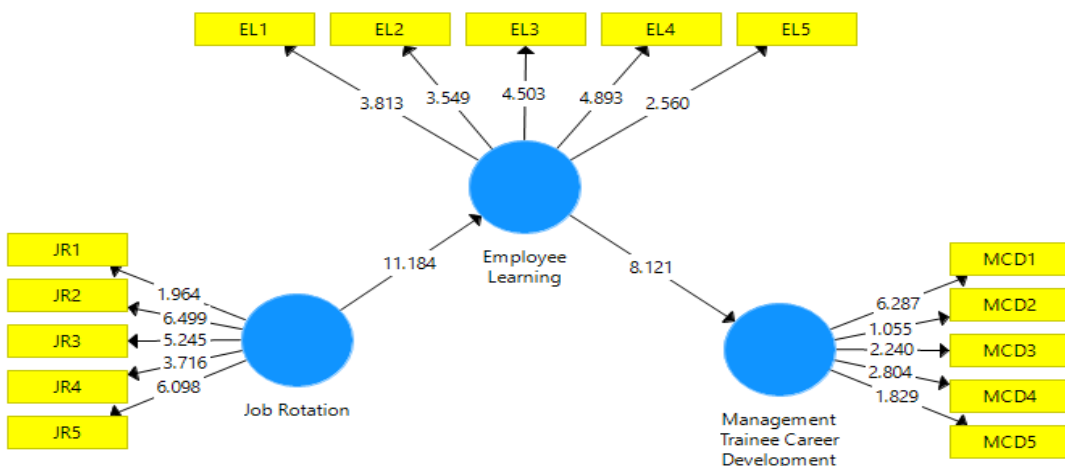 EL1 EL2 EL3 EL4 EL5
3.813 3.549 4.503 4.893 2.560
JR1
JR2
JR3
JR4
JR5
1.964
6.499
5.245
3.716
6.098
Job Rotation
11.184
Employee
Learning
8.121
Management
Trainee Career
Development
6.287
1.055
2.240
2.804
1.829
MCD1
MCD2
MCD3
MCD4
MCD5